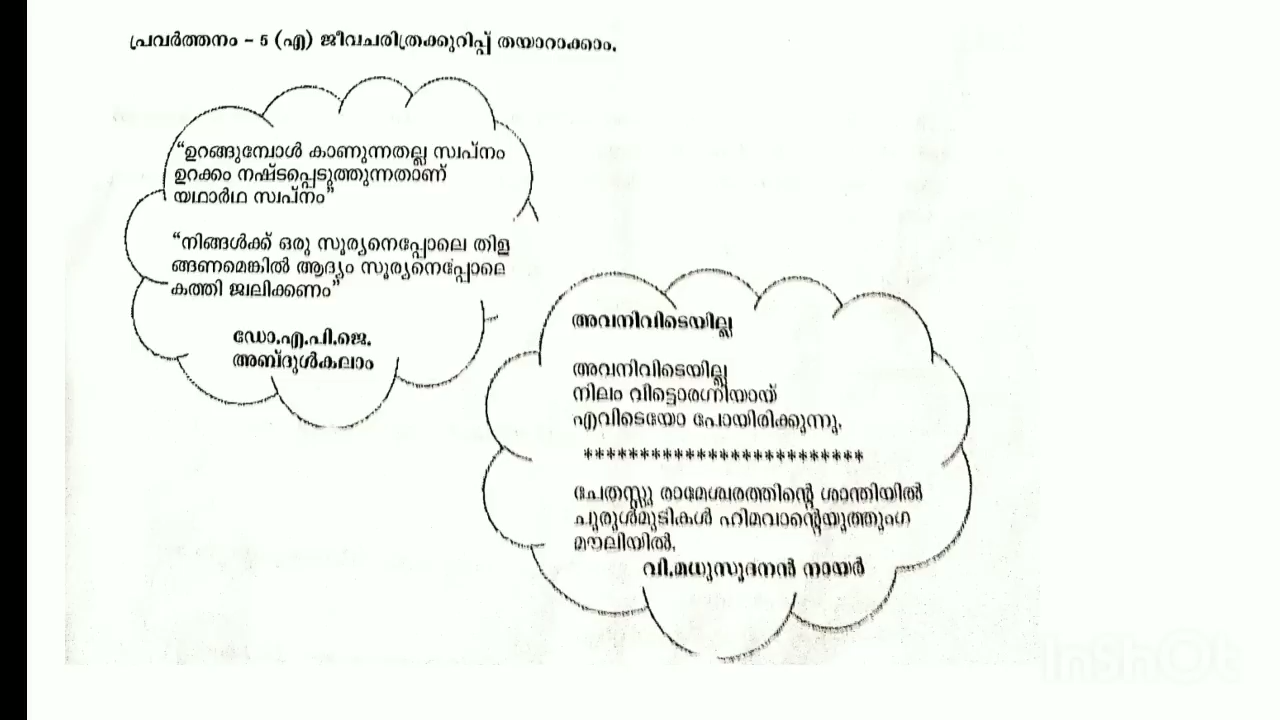 പ്രവർത്തനം - 5 (എ) ജീവചരിത്രക്കുറിപ്പ് തയാറാക്കാം.
“ഉറങ്ങുമ്പോൾ കാണുന്നതല്ല സ്വപ്നം
ഉറക്കം നഷ്ടപ്പെടുത്തുന്നതാണ്
യഥാർഥ സ്വപ്നം”
“നിങ്ങൾക്ക് ഒരു സൂര്യനെപ്പോലെ തിള
ങ്ങണമെങ്കിൽ ആദ്യം സൂര്യനെപ്പോലെ
കത്തി ജ്വലിക്കണം”
ഡോ.എ.പി.ജെ.
അബ്ദുൾകലാം
അവനിവിടെയില്ല
അവനിവിടെയില്ല
നിലം വിട്ടൊരഗ്നിയായ്
എവിടെയോ പോയിരിക്കുന്നു.
*************************
ചേതസ്സു രാമേശ്വരത്തിന്റെ ശാന്തിയിൽ
ചുരുൾമുടികൾ ഹിമവാന്റെയുത്തുംഗ
മൗലിയിൽ.
വി.മധുസൂദനൻ നായർ
InShOt